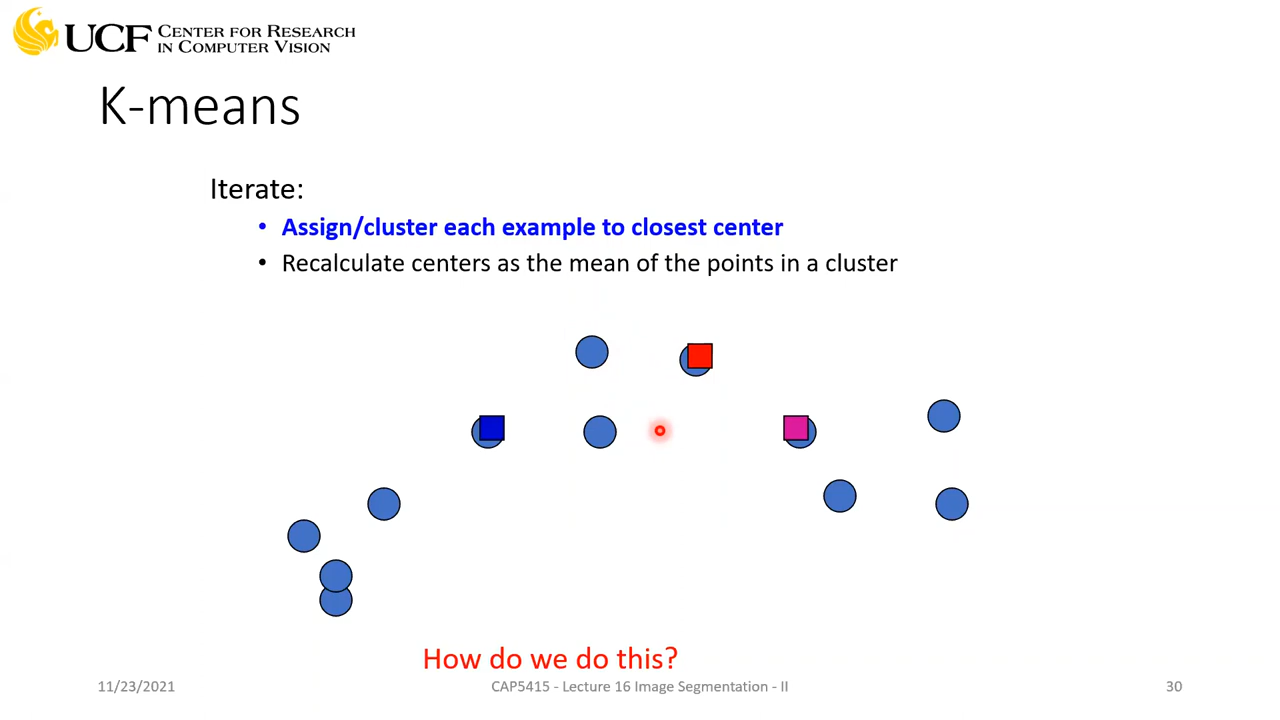 UCF CENTER FOR RESEARCH
IN COMPUTER VISION
K-means
Iterate:
• Assign/cluster each example to closest center
• Recalculate centers as the mean of the points in a cluster
How do we do this?
11/23/2021 CAP5415 - Lecture 16 Image Segmentation - II 30